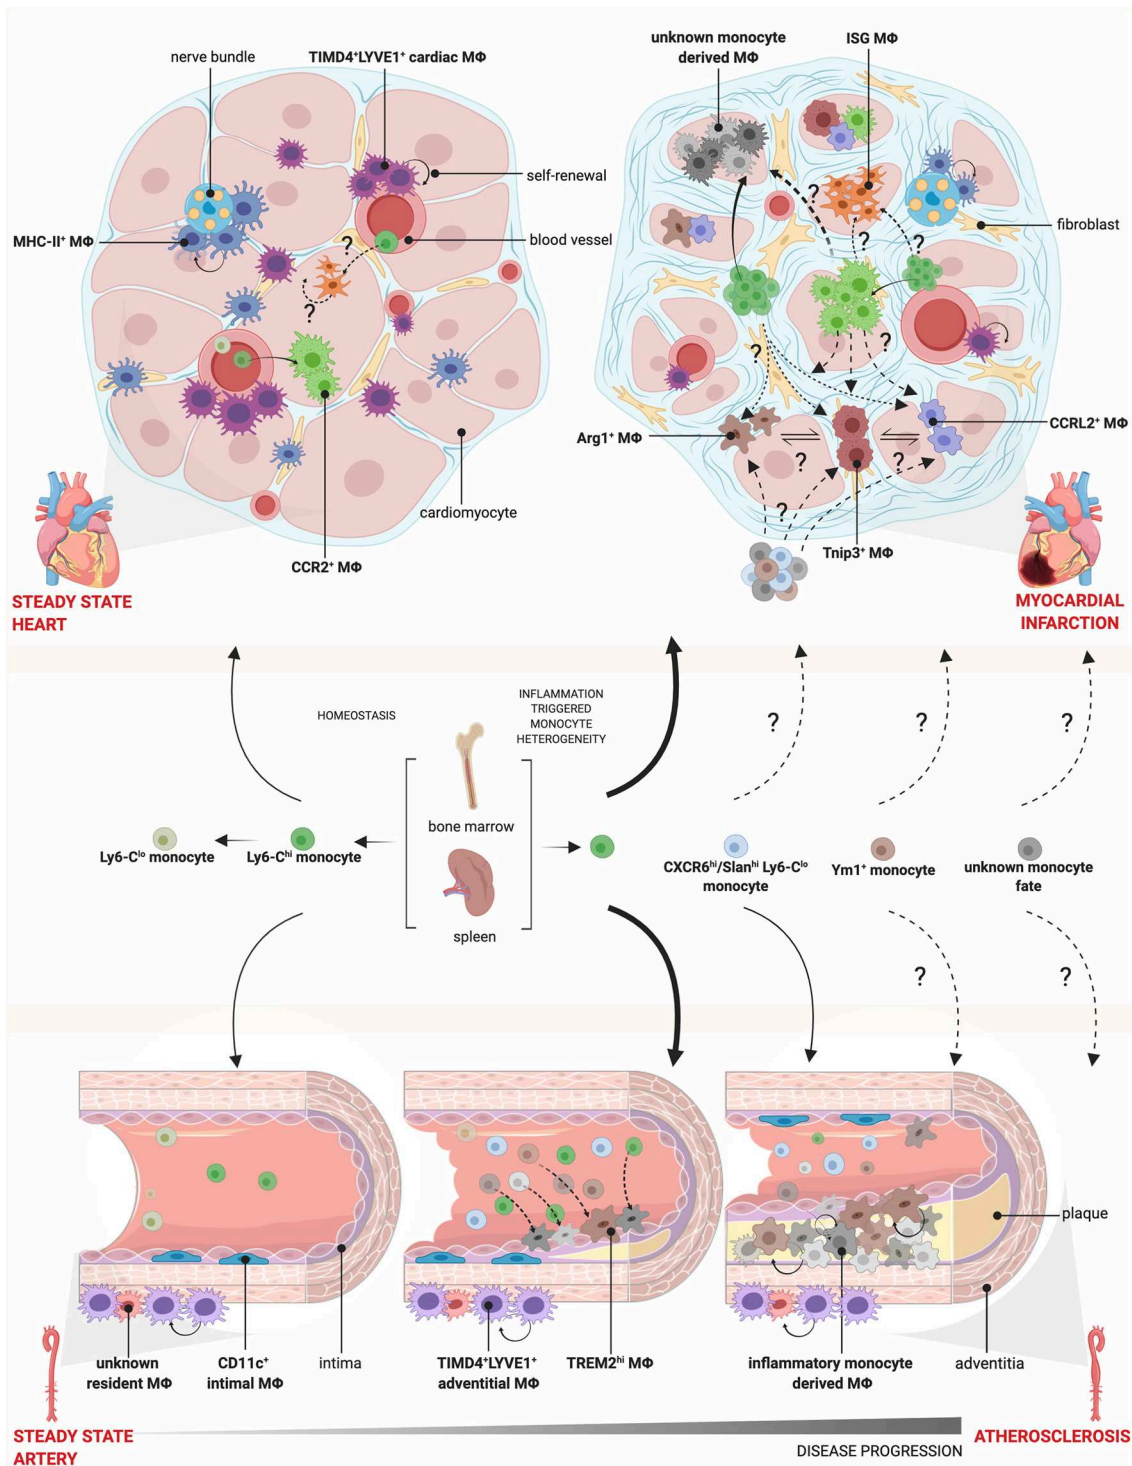 nerve bundle
TIMD4⁺LYVE1⁺ cardiac MΦ
self-renewal
MHC-II⁺ MΦ
blood vessel
?
?
cardiomyocyte
CCR2⁺ MΦ
STEADY STATE
HEART
unknown monocyte
derived MΦ
ISG MΦ
?
fibroblast
?
?
?
?
Arg1⁺ MΦ
CCRL2⁺ MΦ
?
?
?
Tnip3⁺ MΦ
MYOCARDIAL
INFARCTION
HOMEOSTASIS
INFLAMMATION
TRIGGERED
MONOCYTE
HETEROGENEITY
?
?
?
bone marrow
Ly6-Cˡᵒ monocyte
Ly6-Cʰⁱ monocyte
CXCR6ʰⁱ/Slanʰⁱ Ly6-Cˡᵒ
monocyte
Ym1⁺ monocyte
unknown monocyte
fate
spleen
?
?
plaque
unknown
resident MΦ
CD11c⁺
intimal MΦ
intima
TIMD4⁺LYVE1⁺
adventitial MΦ
TREM2ʰⁱ MΦ
inflammatory monocyte
derived MΦ
adventitia
STEADY STATE
ARTERY
ATHEROSCLEROSIS
DISEASE PROGRESSION